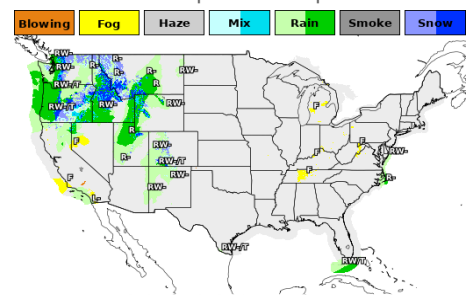 Blowing Fog Haze Mix Rain Smoke Snow
RW-
R-
RW-
R-
R-
RW-
RW-/T
R
RW-/T
RW-
RW-
R
F
RW-
F
F
F
RW-
R-
RW-/T
F
RW-
R-
F
L-
RW-/T
RW/T